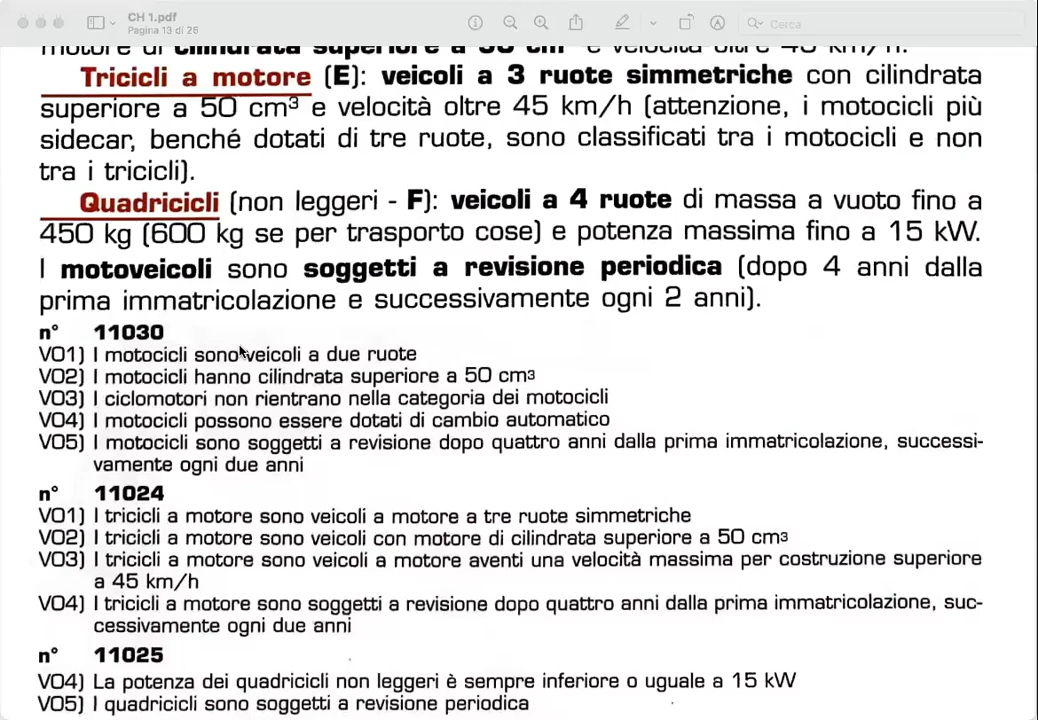 CH 1.pdf
Pagina 13 di 26
Cerca
motore di cilindrata superiore a 50 cm³ e velocità oltre 45 km/h.
Tricicli a motore (E): veicoli a 3 ruote simmetriche con cilindrata
superiore a 50 cm³ e velocità oltre 45 km/h (attenzione, i motocicli più
sidecar, benché dotati di tre ruote, sono classificati tra i motocicli e non
tra i tricicli).
Quadricicli (non leggeri - F): veicoli a 4 ruote di massa a vuoto fino a
450 kg (600 kg se per trasporto cose) e potenza massima fino a 15 kW.
I motoveicoli sono soggetti a revisione periodica (dopo 4 anni dalla
prima immatricolazione e successivamente ogni 2 anni).
n° 11030
V01) I motocicli sono veicoli a due ruote
V02) I motocicli hanno cilindrata superiore a 50 cm³
V03) I ciclomotori non rientrano nella categoria dei motocicli
V04) I motocicli possono essere dotati di cambio automatico
V05) I motocicli sono soggetti a revisione dopo quattro anni dalla prima immatricolazione, successi-
vamente ogni due anni
n° 11024
V01) I tricicli a motore sono veicoli a motore a tre ruote simmetriche
V02) I tricicli a motore sono veicoli con motore di cilindrata superiore a 50 cm³
V03) I tricicli a motore sono veicoli a motore aventi una velocità massima per costruzione superiore
a 45 km/h
V04) I tricicli a motore sono soggetti a revisione dopo quattro anni dalla prima immatricolazione, suc-
cessivamente ogni due anni
n° 11025
V04) La potenza dei quadricicli non leggeri è sempre inferiore o uguale a 15 kW
V05) I quadricicli sono soggetti a revisione periodica